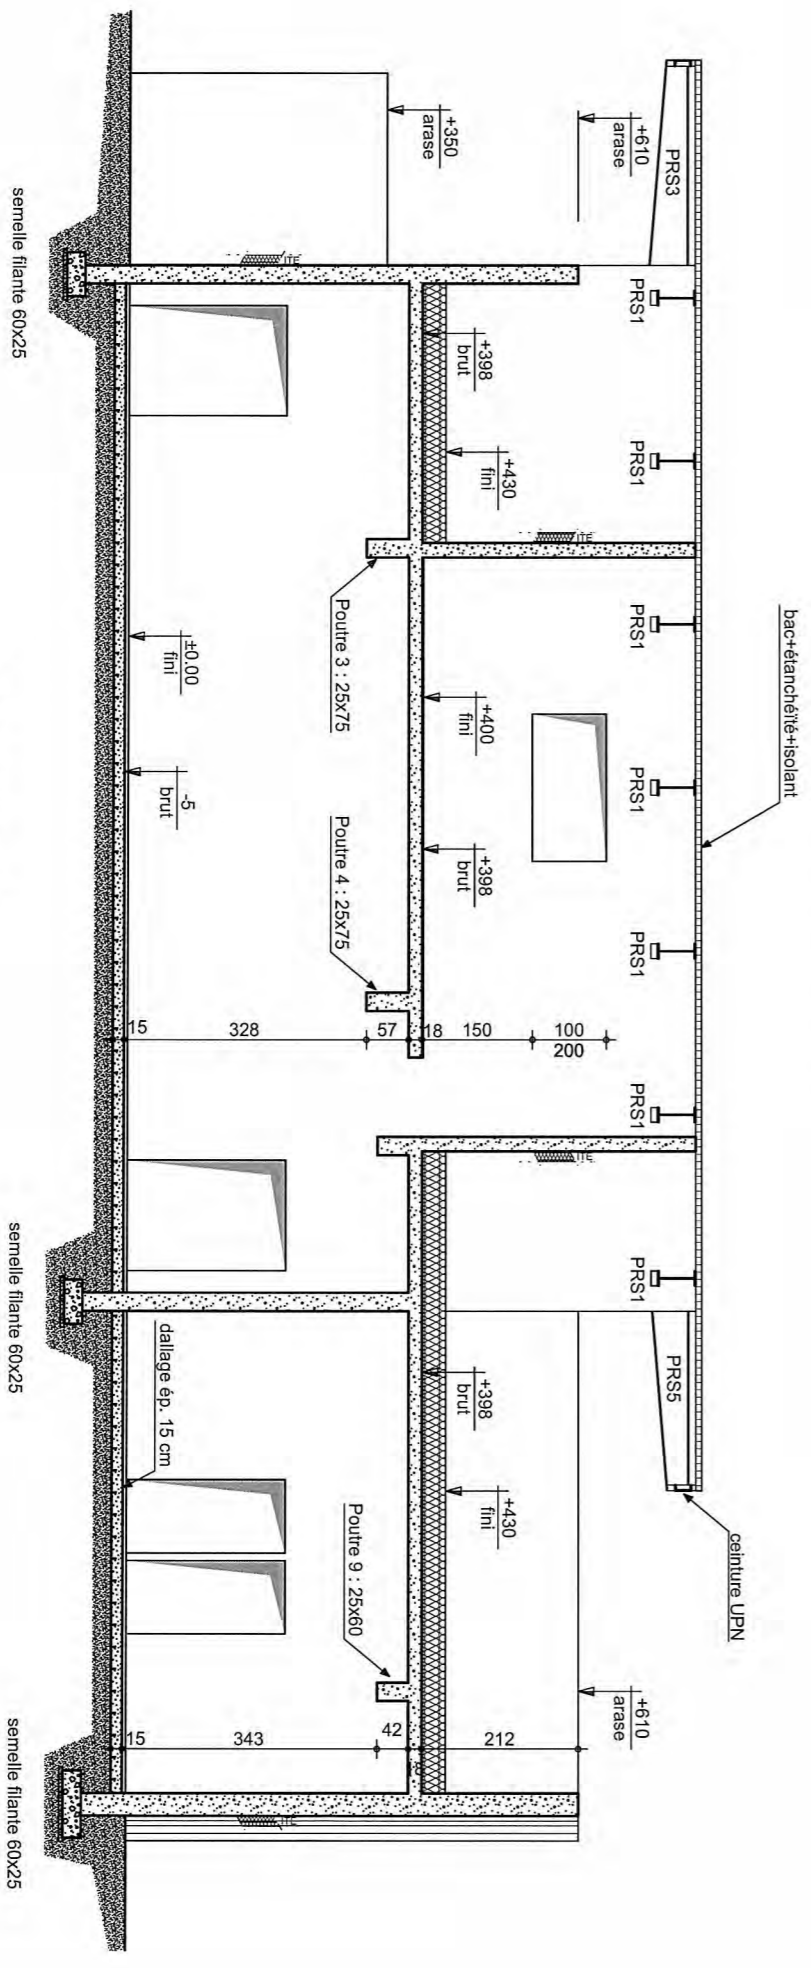 bac+étanchéïté+isolant
ceinture UPN
PRS3
PRS1
PRS1
PRS1
PRS1
PRS1
PRS1
PRS1
PRS5
+610
arase
+610
arase
+350
arase
ITE
ITE
100
200
150
18
57
328
15
+398
brut
+430
fini
+400
fini
+398
brut
+398
brut
+430
fini
212
42
343
15
Poutre 3 : 25x75
Poutre 4 : 25x75
Poutre 9 : 25x60
ITE
ITE
±0.00
fini
-5
brut
dallage ép. 15 cm
semelle filante 60x25
semelle filante 60x25
semelle filante 60x25